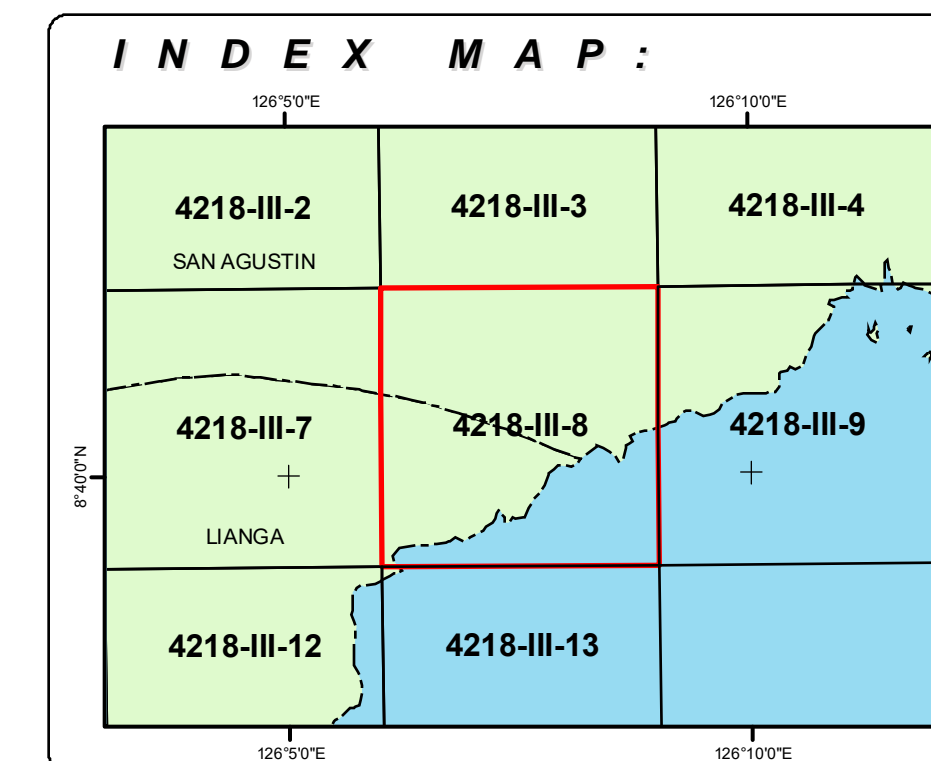 INDEX MAP:
126°5'0"E 126°10'0"E
4218-III-2 4218-III-3 4218-III-4
SAN AGUSTIN
4218-III-7 4218-III-8 4218-III-9
8°40'0"N
LIANGA
4218-III-12 4218-III-13
126°5'0"E 126°10'0"E